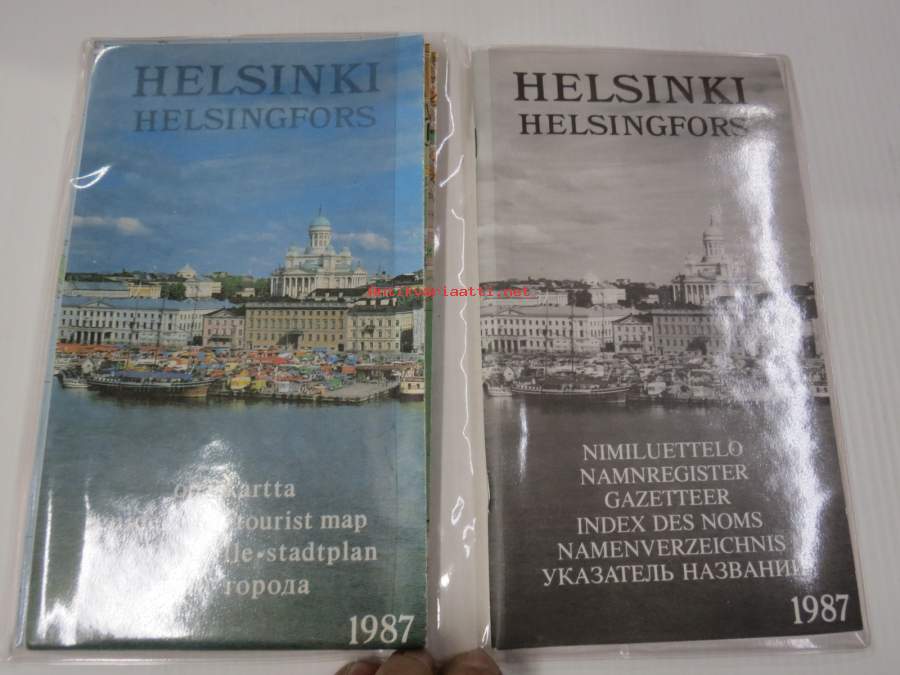 HELSINKI
HELSINGFORS
tourist map
stadtplan
города
1987
HELSINKI
HELSINGFORS
NIMILUETTELO
NAMNREGISTER
GAZETTEER
INDEX DES NOMS
NAMENVERZEICHNIS
УКАЗАТЕЛЬ НАЗВАНИЙ
1987
antikvariaatti.net